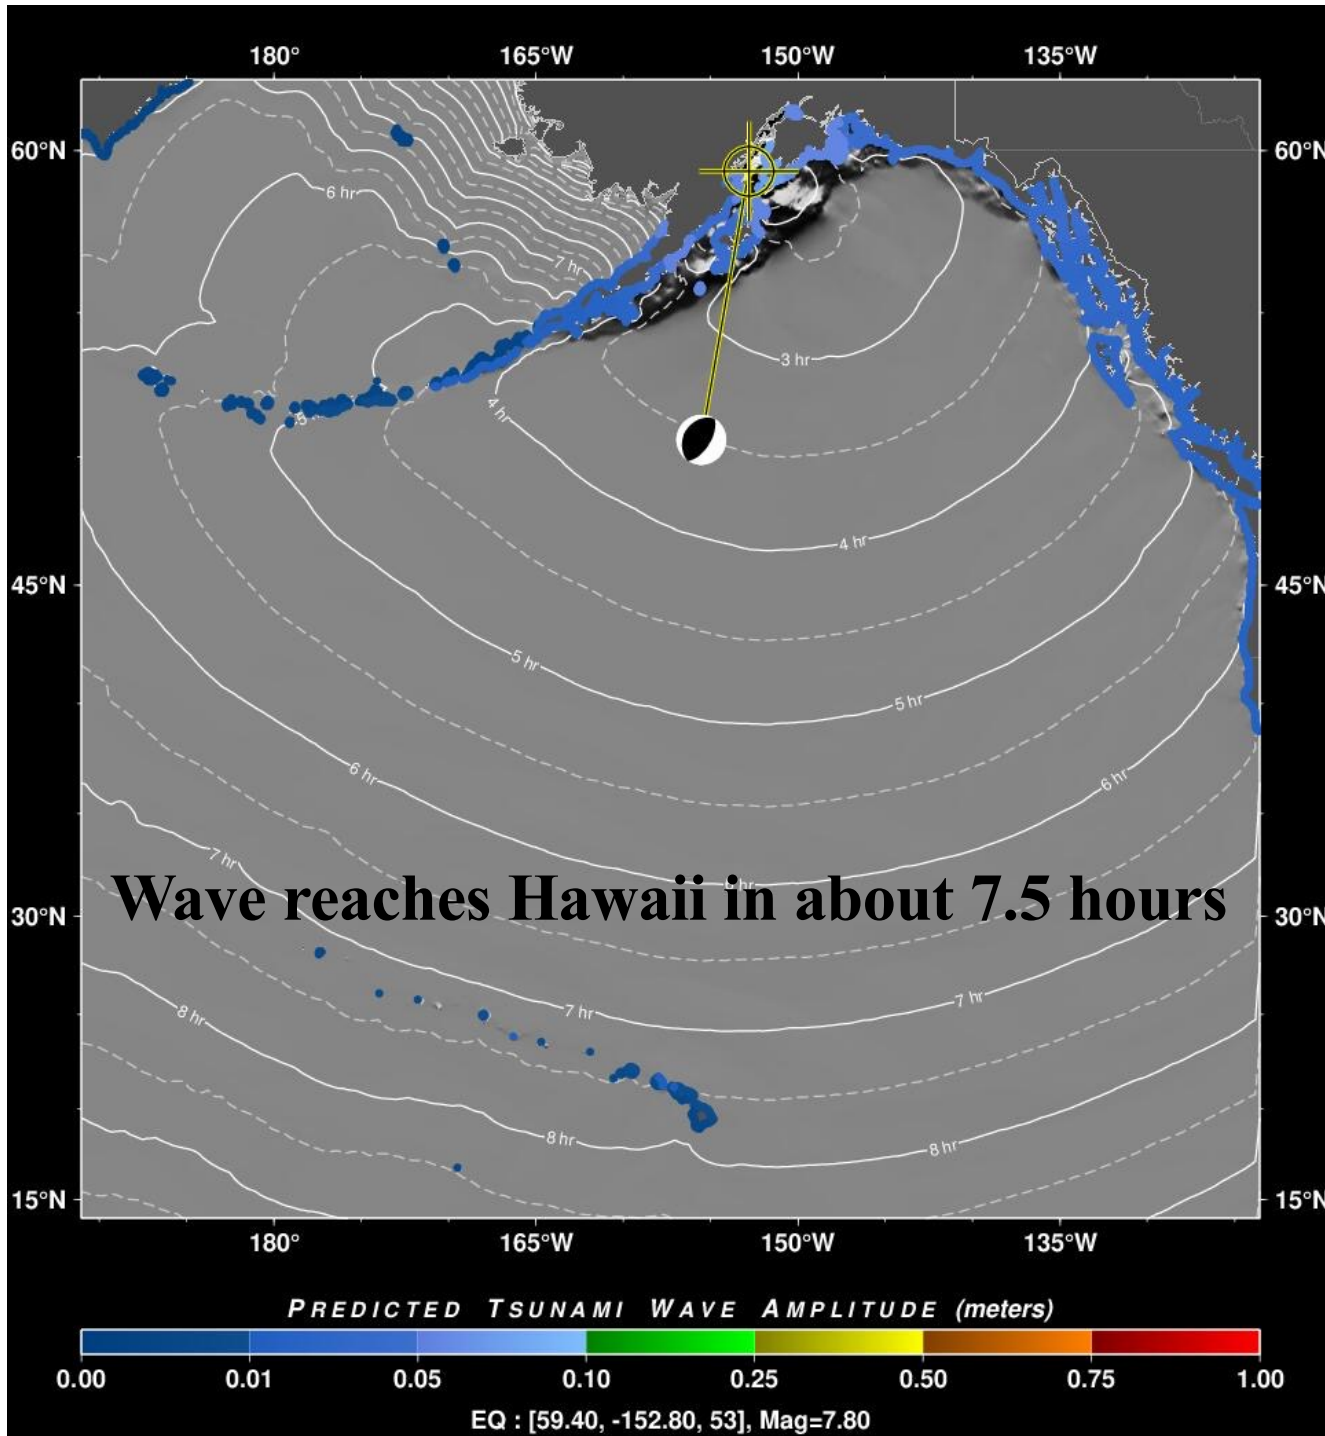 180° 165°W 150°W 135°W
60°N 60°N
6 hr
7 hr
3 hr
4 hr
5
4 hr
45°N 45°N
5 hr
5 hr
6 hr
6 hr
7 hr
6 hr
Wave reaches Hawaii in about 7.5 hours
30°N 30°N
7 hr
7 hr
8 hr
8 hr
8 hr
15°N 15°N
180° 165°W 150°W 135°W
PREDICTED TSUNAMI WAVE AMPLITUDE (meters)
0.00 0.01 0.05 0.10 0.25 0.50 0.75 1.00
EQ : [59.40, -152.80, 53], Mag=7.80